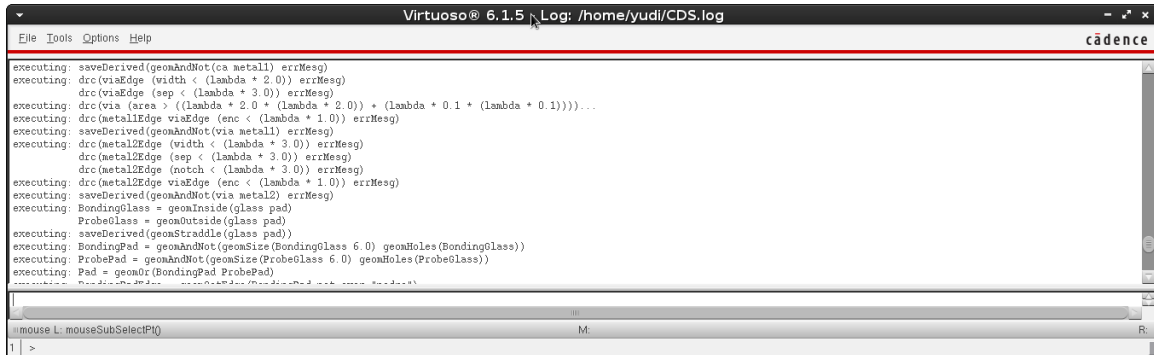 Virtuoso® 6.1.5 - Log: /home/yudi/CDS.log
File Tools Options Help
cādence
executing: saveDerived(geomAndNot(ca metal1) errMesg)
executing: drc(viaEdge (width < (lambda * 2.0)) errMesg)
drc(viaEdge (sep < (lambda * 3.0)) errMesg)
executing: drc(via (area > ((lambda * 2.0 * (lambda * 2.0)) + (lambda * 0.1 * (lambda * 0.1))))...
executing: drc(metal1Edge viaEdge (enc < (lambda * 1.0)) errMesg)
executing: saveDerived(geomAndNot(via metal1) errMesg)
executing: drc(metal2Edge (width < (lambda * 3.0)) errMesg)
drc(metal2Edge (sep < (lambda * 3.0)) errMesg)
drc(metal2Edge (notch < (lambda * 3.0)) errMesg)
executing: drc(metal2Edge viaEdge (enc < (lambda * 1.0)) errMesg)
executing: saveDerived(geomAndNot(via metal2) errMesg)
executing: BondingGlass = geomInside(glass pad)
ProbeGlass = geomOutside(glass pad)
executing: saveDerived(geomStraddle(glass pad))
executing: BondingPad = geomAndNot(geomSize(BondingGlass 6.0) geomHoles(BondingGlass))
executing: ProbePad = geomAndNot(geomSize(ProbeGlass 6.0) geomHoles(ProbeGlass))
executing: Pad = geomOr(BondingPad ProbePad)
mouse L: mouseSubSelectPt() M: R:
1 >